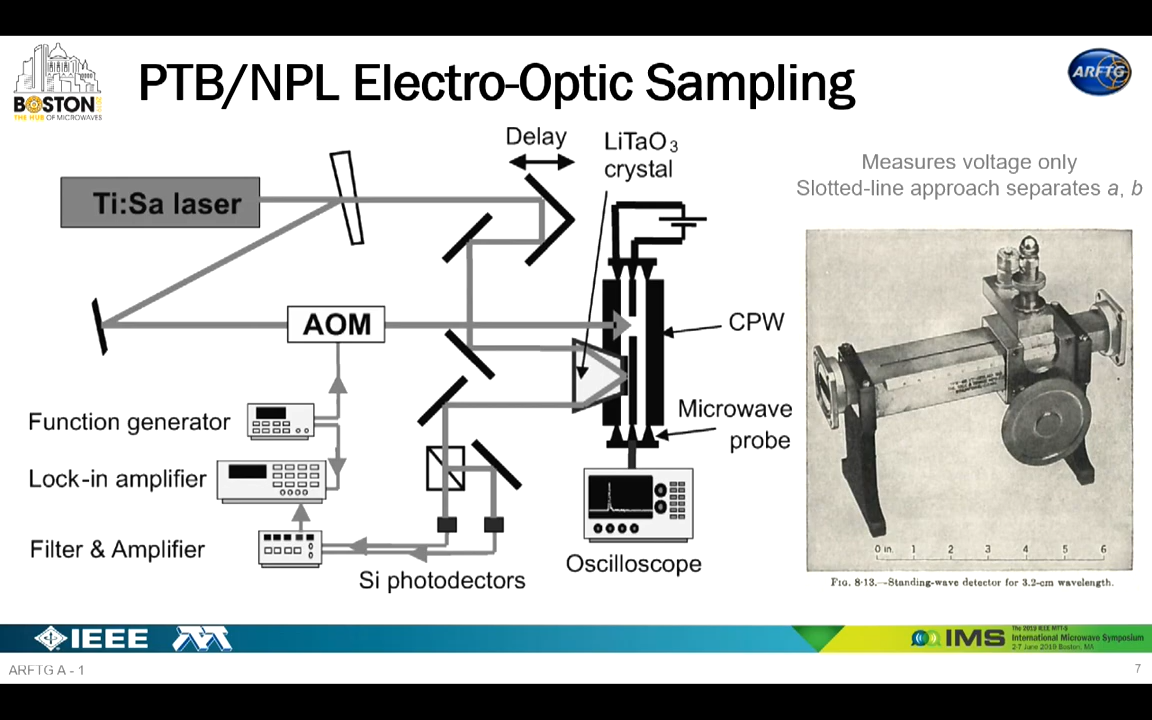 BOSTON
THE HUB OF MICROWAVES
PTB/NPL Electro-Optic Sampling
ARFTG
Delay
LiTaO3
crystal
Measures voltage only
Slotted-line approach separates a, b
Ti:Sa laser
AOM
CPW
Function generator
Microwave
probe
Lock-in amplifier
Filter & Amplifier
Oscilloscope
Si photodectors
0 in. 1 2 3 4 5 6
FIG. 8·13.—Standing-wave detector for 3.2-cm wavelength.
IEEE
IMS
The 2019 IEEE MTT-S
International Microwave Symposium
2-7 June 2019 Boston, MA
ARFTG A - 1
7